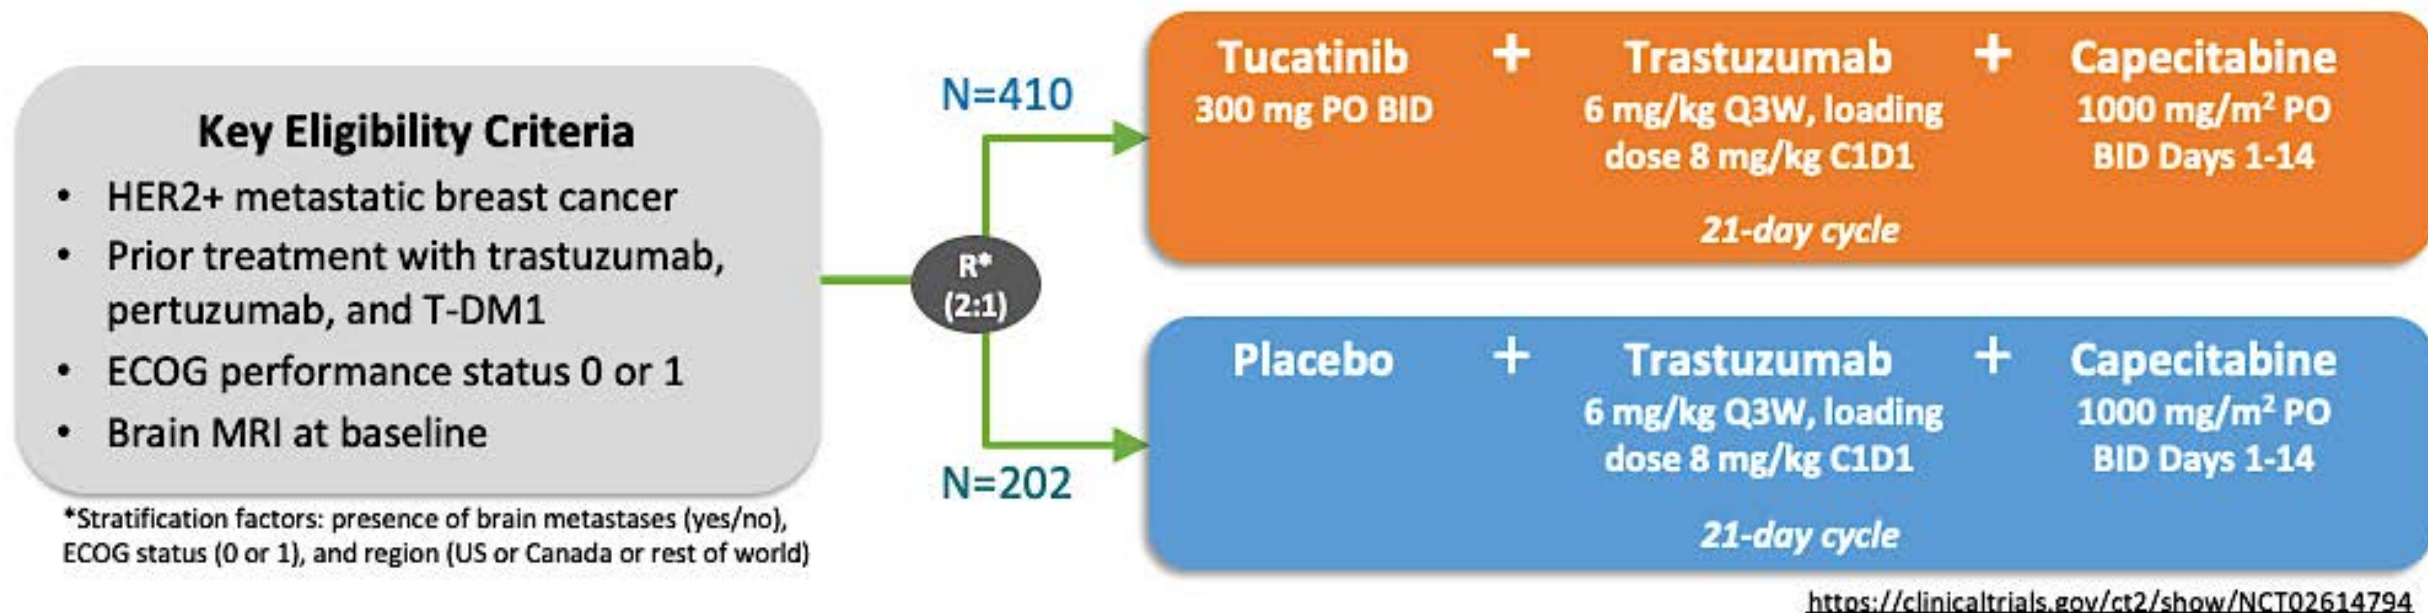 Key Eligibility Criteria
• HER2+ metastatic breast cancer
• Prior treatment with trastuzumab,
pertuzumab, and T-DM1
• ECOG performance status 0 or 1
• Brain MRI at baseline
*Stratification factors: presence of brain metastases (yes/no),
ECOG status (0 or 1), and region (US or Canada or rest of world)
R*
(2:1)
N=410
Tucatinib + Trastuzumab + Capecitabine
300 mg PO BID 6 mg/kg Q3W, loading 1000 mg/m² PO
dose 8 mg/kg C1D1 BID Days 1-14
21-day cycle
N=202
Placebo + Trastuzumab + Capecitabine
6 mg/kg Q3W, loading 1000 mg/m² PO
dose 8 mg/kg C1D1 BID Days 1-14
21-day cycle
https://clinicaltrials.gov/ct2/show/NCT02614794